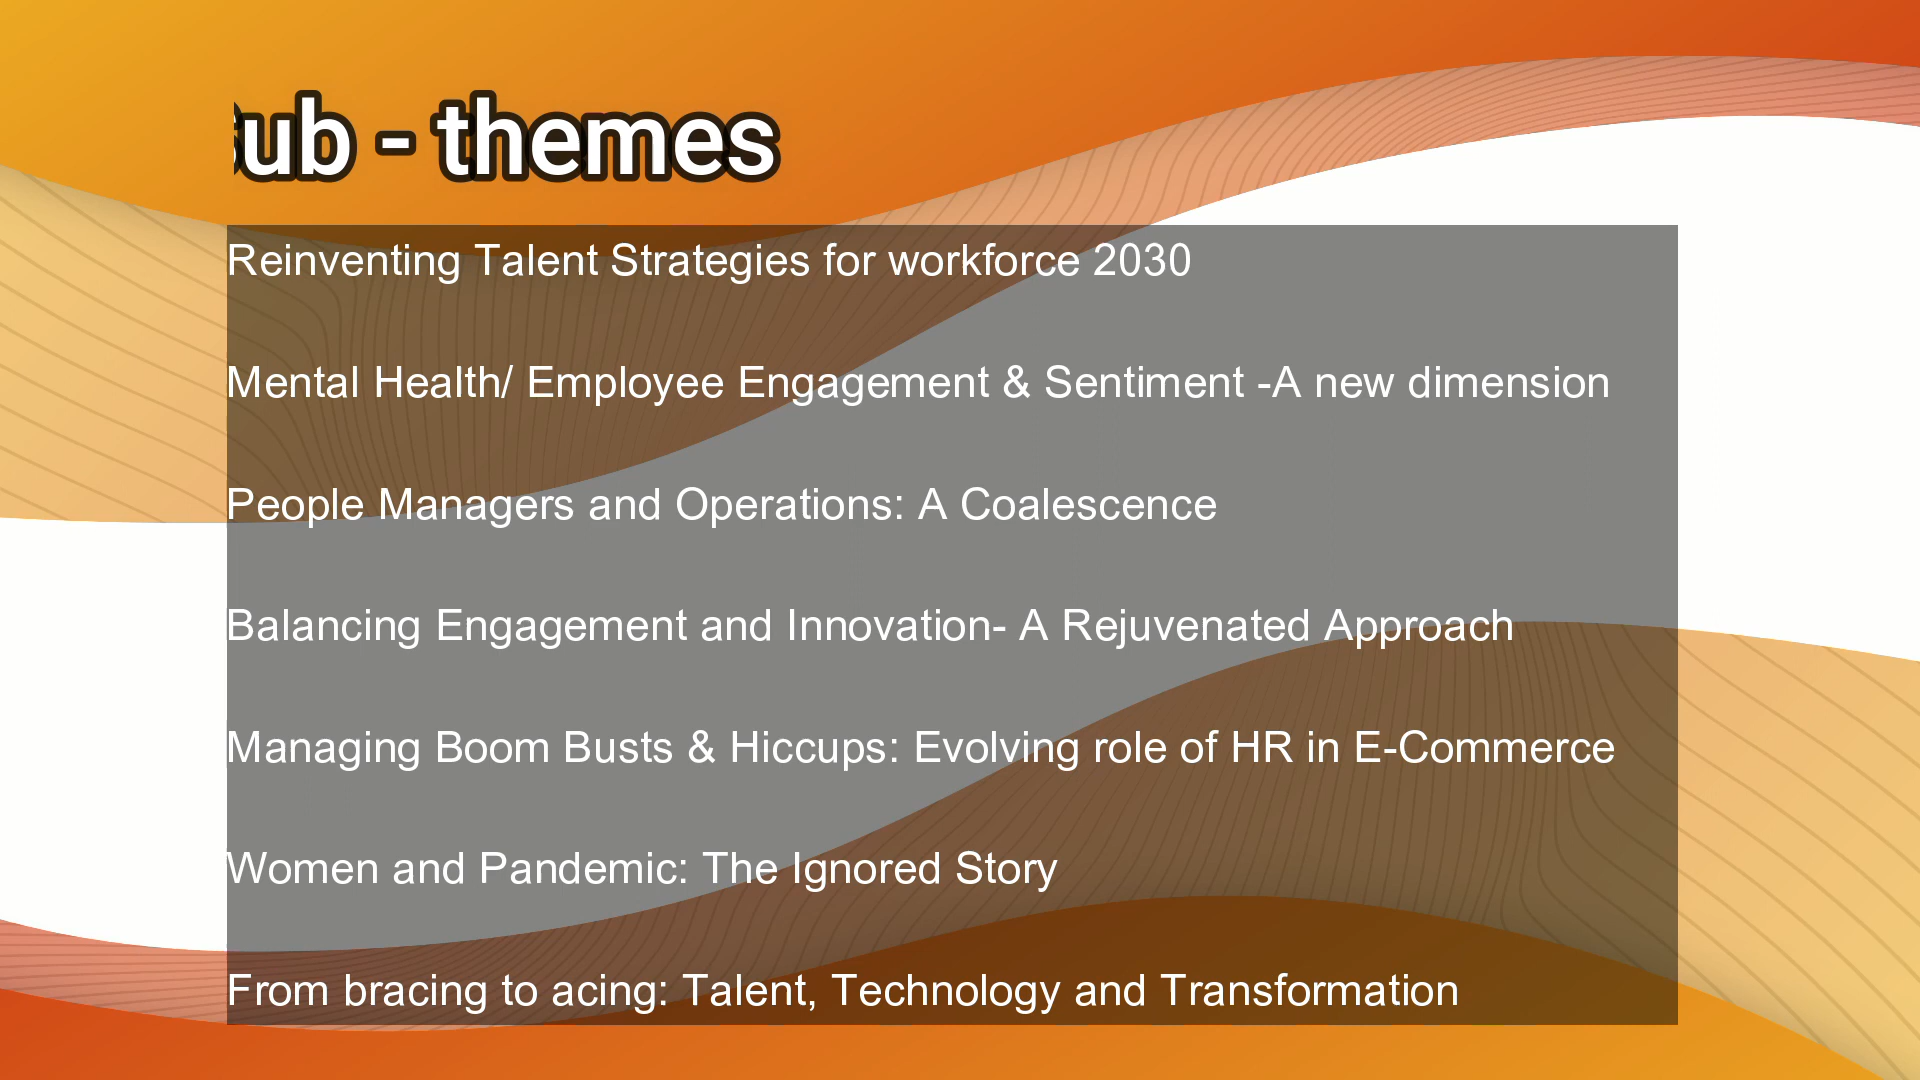 Sub - themes
Reinventing Talent Strategies for workforce 2030
Mental Health/ Employee Engagement & Sentiment -A new dimension
People Managers and Operations: A Coalescence
Balancing Engagement and Innovation- A Rejuvenated Approach
Managing Boom Busts & Hiccups: Evolving role of HR in E-Commerce
Women and Pandemic: The Ignored Story
From bracing to acing: Talent, Technology and Transformation